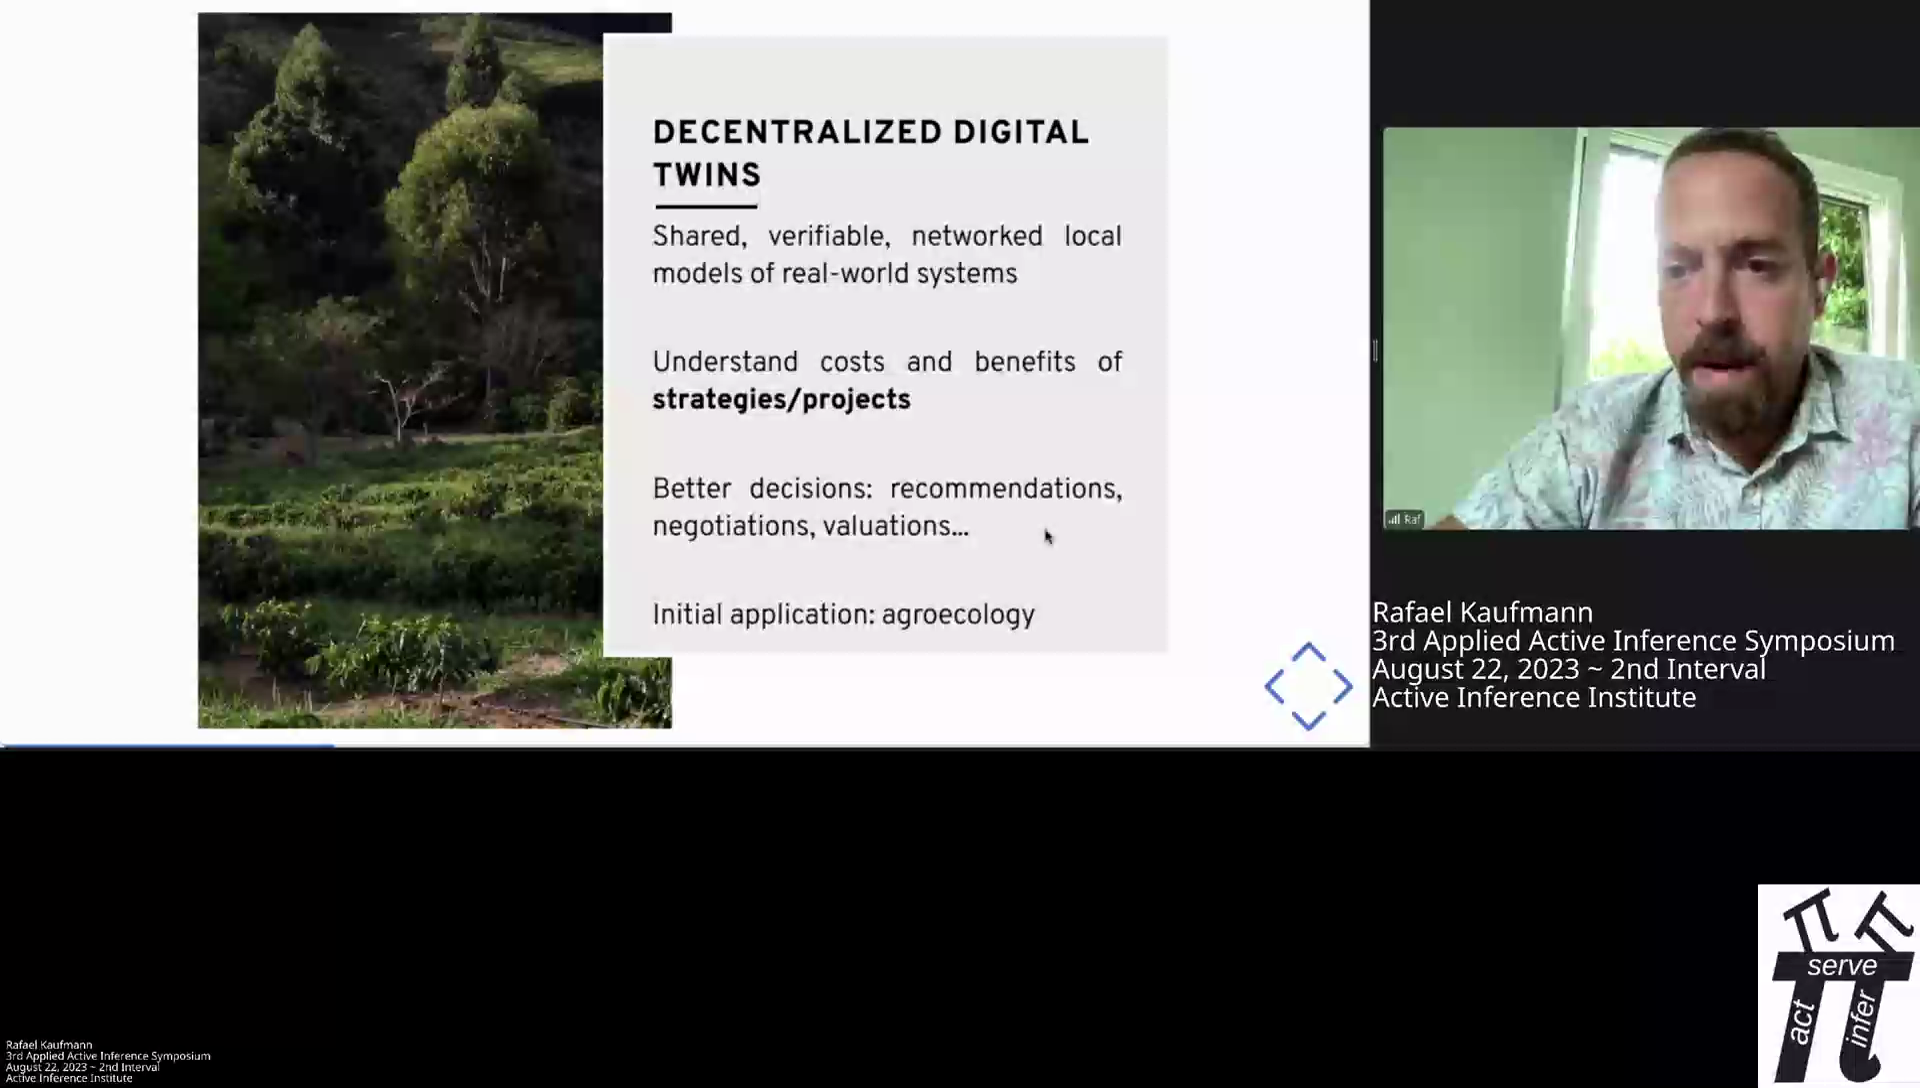 DECENTRALIZED DIGITAL
TWINS
Shared, verifiable, networked local
models of real-world systems
Understand costs and benefits of
strategies/projects
Better decisions: recommendations,
negotiations, valuations...
Initial application: agroecology
Raf
Rafael Kaufmann
3rd Applied Active Inference Symposium
August 22, 2023 ~ 2nd Interval
Active Inference Institute
serve
act
infer
Rafael Kaufmann
3rd Applied Active Inference Symposium
August 22, 2023 ~ 2nd Interval
Active Inference Institute